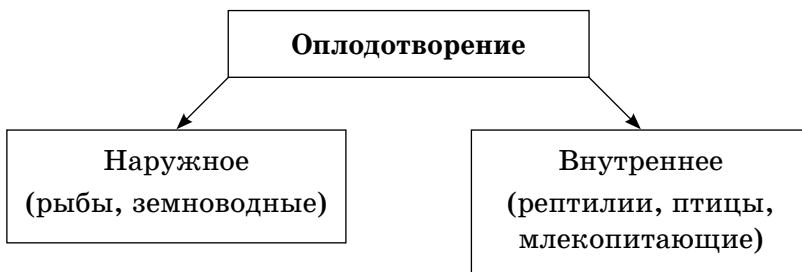 Оплодотворение
Наружное
(рыбы, земноводные)
Внутреннее
(рептилии, птицы,
млекопитающие)